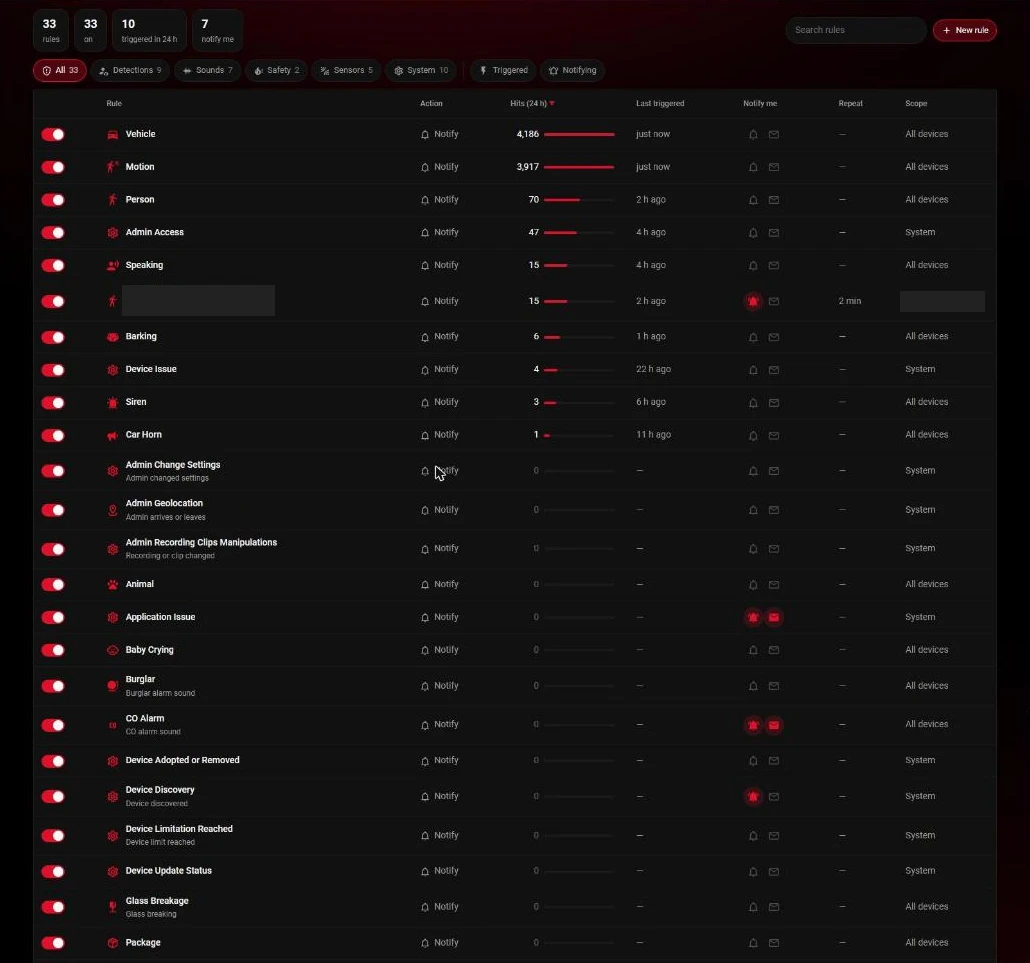 33 33 10 7
rules on triggered in 24 h notify me
Search rules + New rule
All 33 Detections 9 Sounds 7 Safety 2 Sensors 5 System 10 Triggered Notifying
Rule Action Hits (24 h) Last triggered Notify me Repeat Scope
Vehicle Notify 4,186 just now — All devices
Motion Notify 3,917 just now — All devices
Person Notify 70 2 h ago — All devices
Admin Access Notify 47 4 h ago — System
Speaking Notify 15 4 h ago — All devices
Notify 15 2 h ago 2 min
Barking Notify 6 1 h ago — All devices
Device Issue Notify 4 22 h ago — System
Siren Notify 3 6 h ago — All devices
Car Horn Notify 1 11 h ago — All devices
Admin Change Settings Notify 0 — — System
Admin changed settings
Admin Geolocation Notify 0 — — System
Admin arrives or leaves
Admin Recording Clips Manipulations Notify 0 — — System
Recording or clip changed
Animal Notify 0 — — All devices
Application Issue Notify 0 — — System
Baby Crying Notify 0 — — All devices
Burglar Notify 0 — — All devices
Burglar alarm sound
CO CO Alarm Notify 0 — — All devices
CO alarm sound
Device Adopted or Removed Notify 0 — — System
Device Discovery Notify 0 — — System
Device discovered
Device Limitation Reached Notify 0 — — System
Device limit reached
Device Update Status Notify 0 — — System
Glass Breakage Notify 0 — — All devices
Glass breaking
Package Notify 0 — — All devices